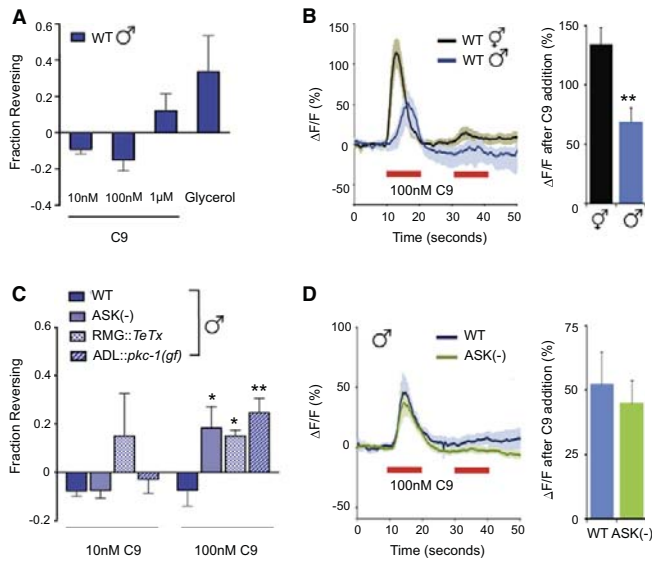 A
0.6
0.4
0.2
0
-0.2
-0.4
Fraction Reversing
WT ♂
10nM 100nM 1µM Glycerol
C9
B
150
100
50
0
-50
ΔF/F (%)
WT ⚥
WT ♂
100nM C9
0 10 20 30 40 50
Time (seconds)
150
100
50
0
ΔF/F after C9 addition (%)
**
⚥ ♂
C
WT
ASK(-)
RMG::TeTx
ADL::pkc-1(gf)
♂
0.6
0.4
0.2
0
-0.2
Fraction Reversing
* * **
10nM C9 100nM C9
D
100
50
0
-50
ΔF/F (%)
♂
WT
ASK(-)
100nM C9
0 10 20 30 40 50
Time (seconds)
75
50
25
0
ΔF/F after C9 addition (%)
WT ASK(-)